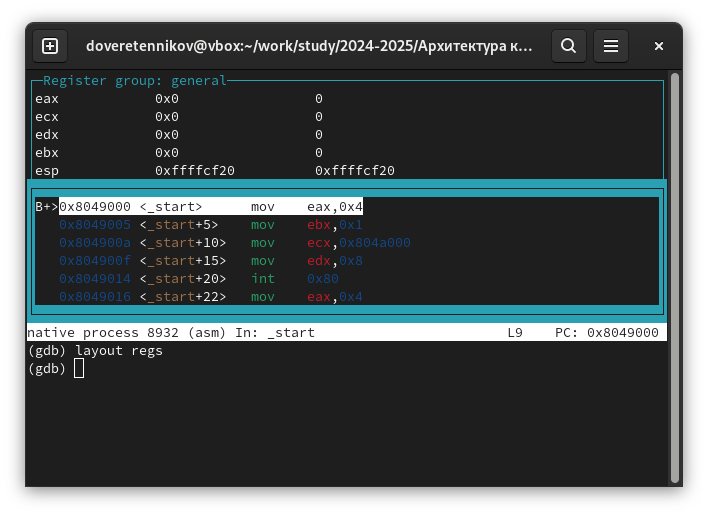 doveretennikov@vbox:~/work/study/2024-2025/Архитектура к...
Register group: general
eax 0x0 0
ecx 0x0 0
edx 0x0 0
ebx 0x0 0
esp 0xffffcf20 0xffffcf20
B+>0x8049000 <_start> mov eax,0x4
0x8049005 <_start+5> mov ebx,0x1
0x804900a <_start+10> mov ecx,0x804a000
0x804900f <_start+15> mov edx,0x8
0x8049014 <_start+20> int 0x80
0x8049016 <_start+22> mov eax,0x4
native process 8932 (asm) In: _start L9 PC: 0x8049000
(gdb) layout regs
(gdb)